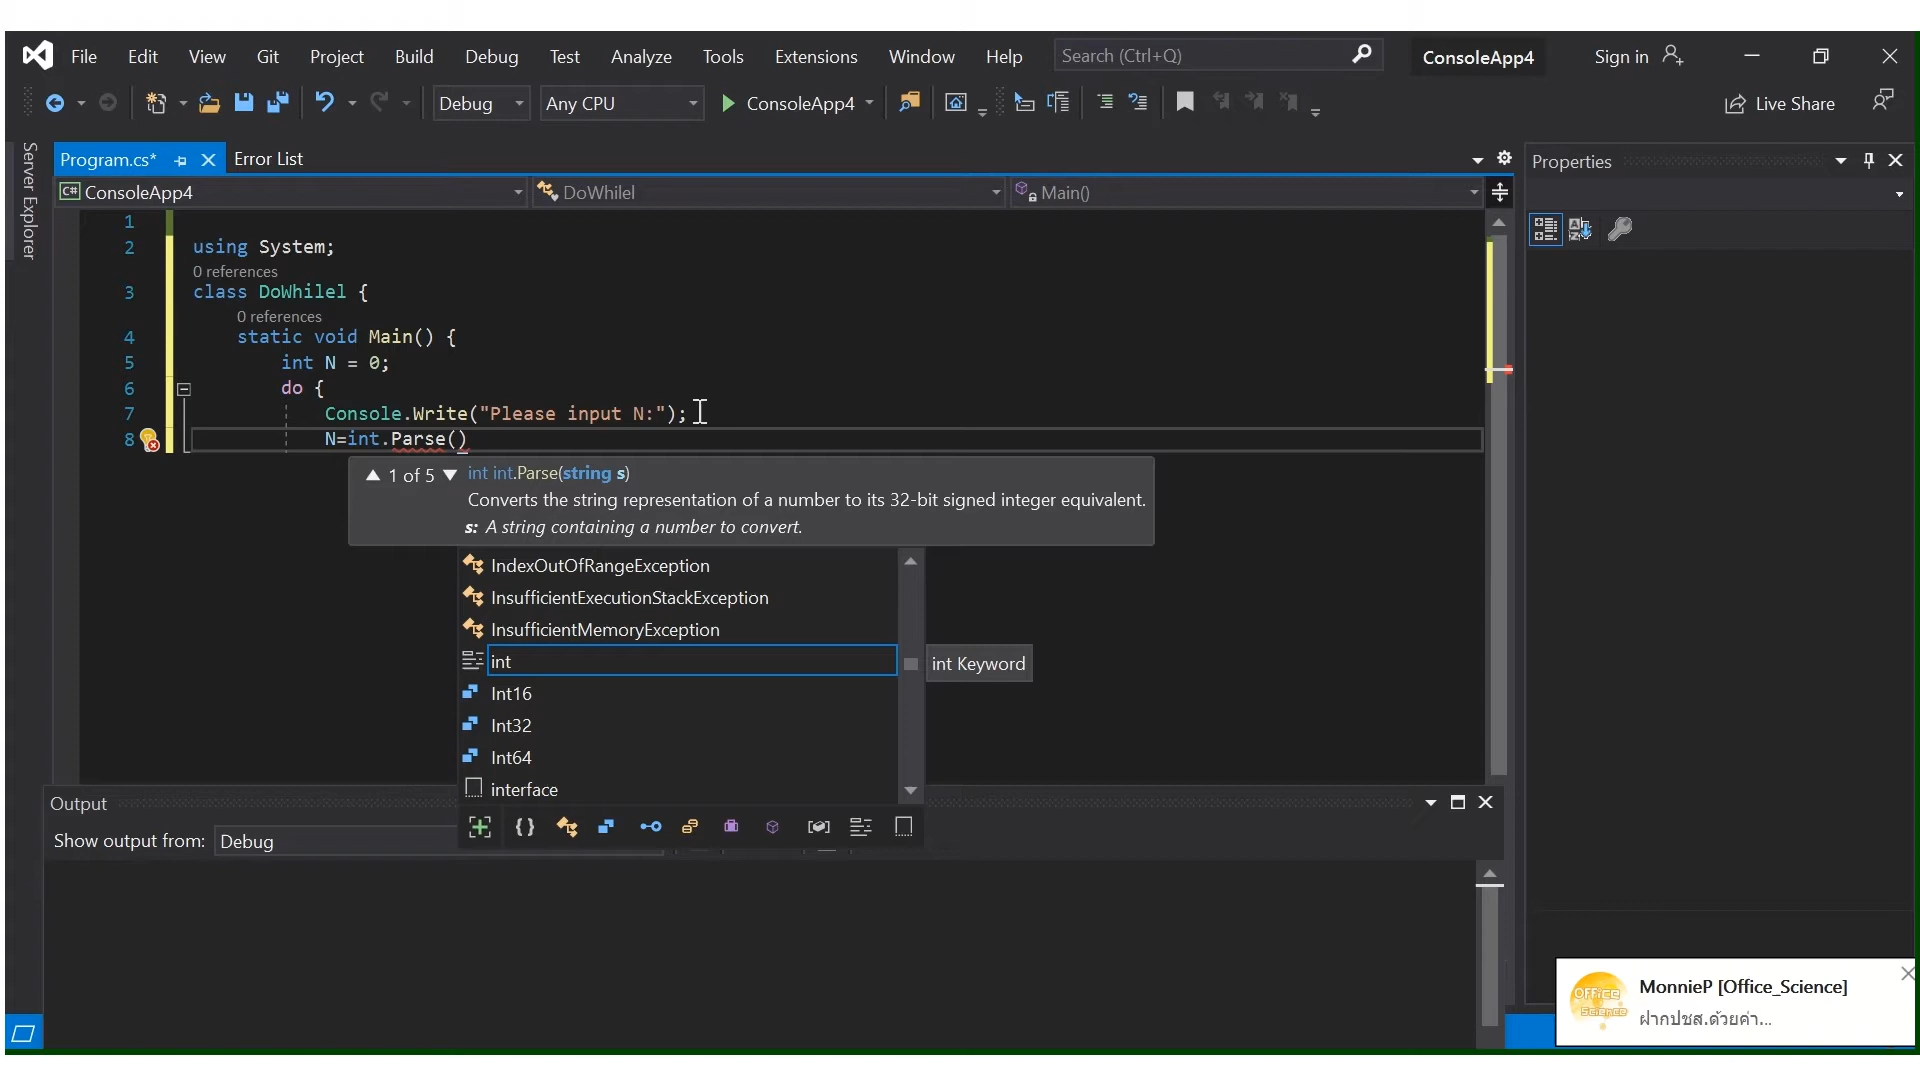 File Edit View Git Project Build Debug Test Analyze Tools Extensions Window Help Search (Ctrl+Q) ConsoleApp4 Sign in
Debug Any CPU ConsoleApp4 Live Share
Server Explorer
Program.cs* Error List
Properties
C# ConsoleApp4 DoWhilel Main()
1
2 using System;
0 references
3 class DoWhilel {
0 references
4 static void Main() {
5 int N = 0;
6 do {
7 Console.Write("Please input N:");
8 N=int.Parse()
1 of 5 int int.Parse(string s)
Converts the string representation of a number to its 32-bit signed integer equivalent.
s: A string containing a number to convert.
IndexOutOfRangeException
InsufficientExecutionStackException
InsufficientMemoryException
int
int Keyword
Int16
Int32
Int64
interface
Output
Show output from: Debug
OFFice Science
MonnieP [Office_Science]
ฝากปชส.ด้วยค่า...